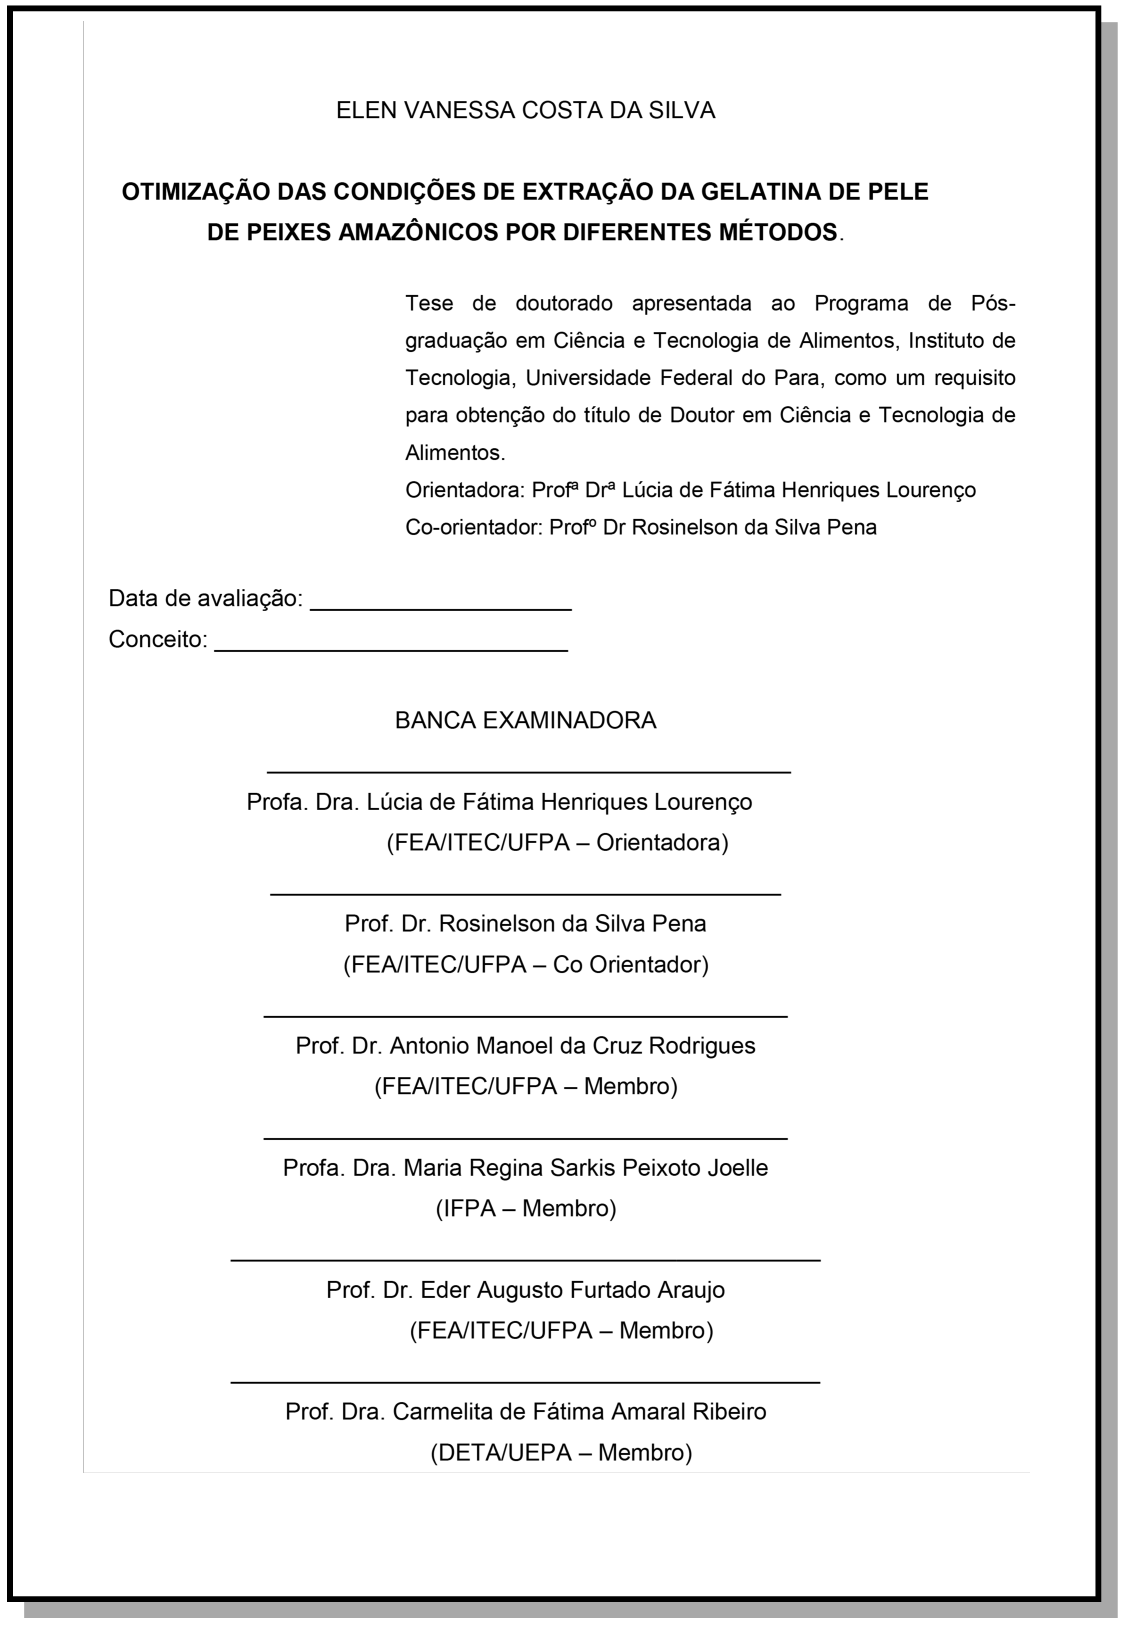 ELEN VANESSA COSTA DA SILVA
OTIMIZAÇÃO DAS CONDIÇÕES DE EXTRAÇÃO DA GELATINA DE PELE
DE PEIXES AMAZÔNICOS POR DIFERENTES MÉTODOS.
Tese de doutorado apresentada ao Programa de Pós-
graduação em Ciência e Tecnologia de Alimentos, Instituto de
Tecnologia, Universidade Federal do Para, como um requisito
para obtenção do título de Doutor em Ciência e Tecnologia de
Alimentos.
Orientadora: Profª Drª Lúcia de Fátima Henriques Lourenço
Co-orientador: Profº Dr Rosinelson da Silva Pena
Data de avaliação: ____________________
Conceito: ___________________________
BANCA EXAMINADORA
Profa. Dra. Lúcia de Fátima Henriques Lourenço
(FEA/ITEC/UFPA – Orientadora)
Prof. Dr. Rosinelson da Silva Pena
(FEA/ITEC/UFPA – Co Orientador)
Prof. Dr. Antonio Manoel da Cruz Rodrigues
(FEA/ITEC/UFPA – Membro)
Profa. Dra. Maria Regina Sarkis Peixoto Joelle
(IFPA – Membro)
Prof. Dr. Eder Augusto Furtado Araujo
(FEA/ITEC/UFPA – Membro)
Prof. Dra. Carmelita de Fátima Amaral Ribeiro
(DETA/UEPA – Membro)